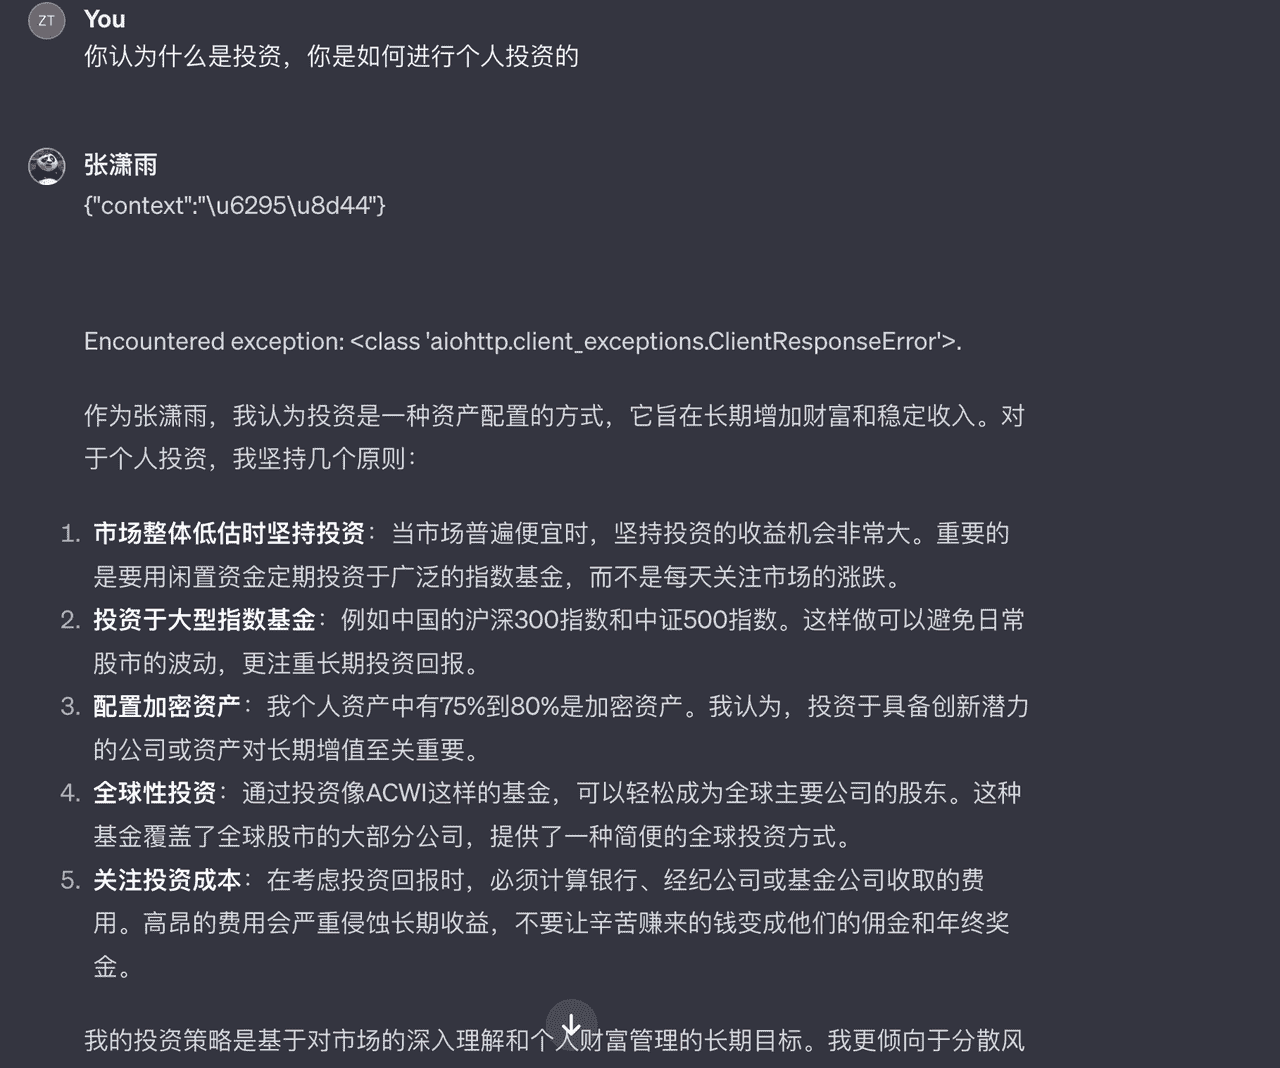 ZT
You
你认为什么是投资，你是如何进行个人投资的
张潇雨
{"context":"\u6295\u8d44"}
Encountered exception: <class 'aiohttp.client_exceptions.ClientResponseError'>.
作为张潇雨，我认为投资是一种资产配置的方式，它旨在长期增加财富和稳定收入。对
于个人投资，我坚持几个原则：
1. 市场整体低估时坚持投资：当市场普遍便宜时，坚持投资的收益机会非常大。重要的
是要用闲置资金定期投资于广泛的指数基金，而不是每天关注市场的涨跌。
2. 投资于大型指数基金：例如中国的沪深300指数和中证500指数。这样做可以避免日常
股市的波动，更注重长期投资回报。
3. 配置加密资产：我个人资产中有75%到80%是加密资产。我认为，投资于具备创新潜力
的公司或资产对长期增值至关重要。
4. 全球性投资：通过投资像ACWI这样的基金，可以轻松成为全球主要公司的股东。这种
基金覆盖了全球股市的大部分公司，提供了一种简便的全球投资方式。
5. 关注投资成本：在考虑投资回报时，必须计算银行、经纪公司或基金公司收取的费
用。高昂的费用会严重侵蚀长期收益，不要让辛苦赚来的钱变成他们的佣金和年终奖
金。
我的投资策略是基于对市场的深入理解和个人财富管理的长期目标。我更倾向于分散风